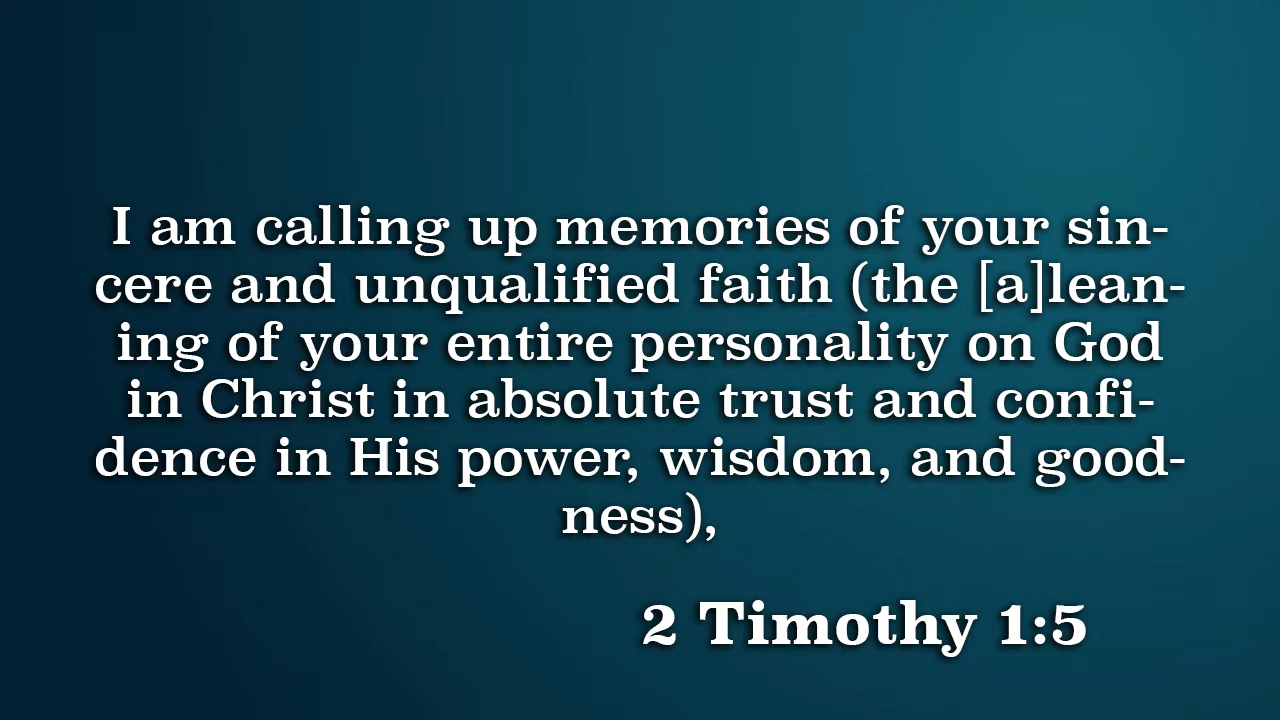 I am calling up memories of your sin-
cere and unqualified faith (the [a]lean-
ing of your entire personality on God
in Christ in absolute trust and confi-
dence in His power, wisdom, and good-
ness),
2 Timothy 1:5